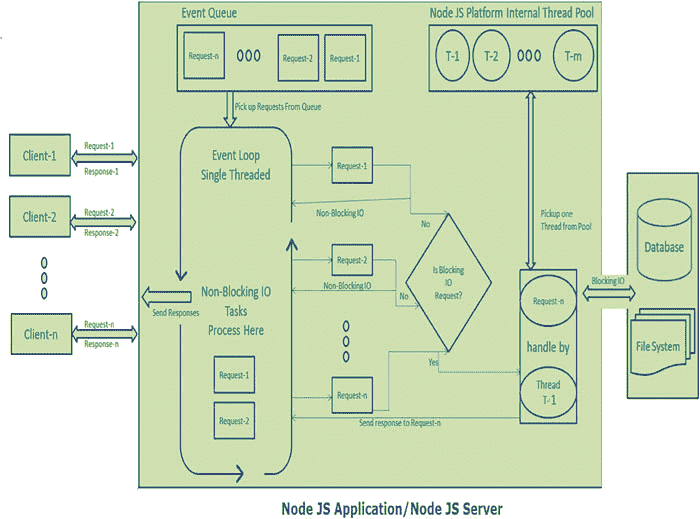 Event Queue
Node JS Platform Internal Thread Pool
Request-n
Request-2
Request-1
T-1
T-2
T-m
Pick up Requests From Queue
Client-1
Request-1
Response-1
Event Loop
Single Threaded
Request-1
Non-Blocking IO
No
Client-2
Request-2
Response-2
Pickup one
Thread from Pool
Database
Request-2
Non-Blocking IO
No
Is Blocking
IO
Request?
Blocking IO
Send Responses
Non-Blocking IO
Tasks
Process Here
Request-n
handle by
Thread
T-1
File System
Client-n
Request-n
Response-n
Request-1
Request-2
Yes
Request-n
Send response to Request-n
Node JS Application/Node JS Server